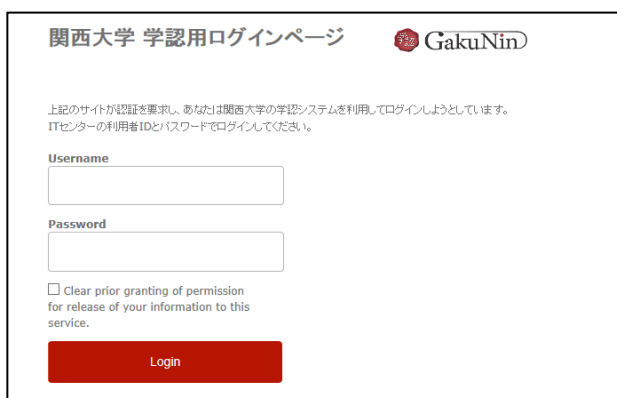 関西大学 学認用ログインページ
GakuNin
上記のサイトが認証を要求し、あなたは関西大学の学認システムを利用してログインしようとしています。
ITセンターの利用者IDとパスワードでログインしてください。
Username
Password
Clear prior granting of permission
for release of your information to this
service.
Login